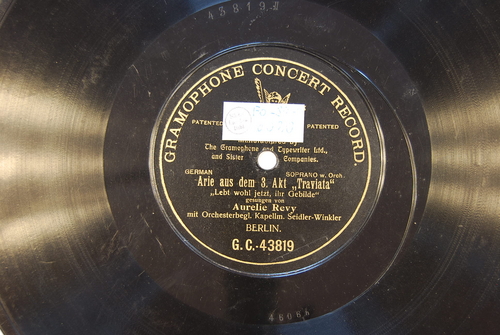 43819
GRAMOPHONE CONCERT RECORD.
PATENTED PATENTED
The Gramophone and Typewriter Ltd.,
and Sister Companies.
GERMAN SOPRANO w. Orch.
Arie aus dem 3. Akt „Traviata“
„Lebt wohl jetzt, ihr Gebilde“
gesungen von
Aurelie Revy
mit Orchesterbegl. Kapellm. Seidler-Winkler
BERLIN.
G.C.-43819